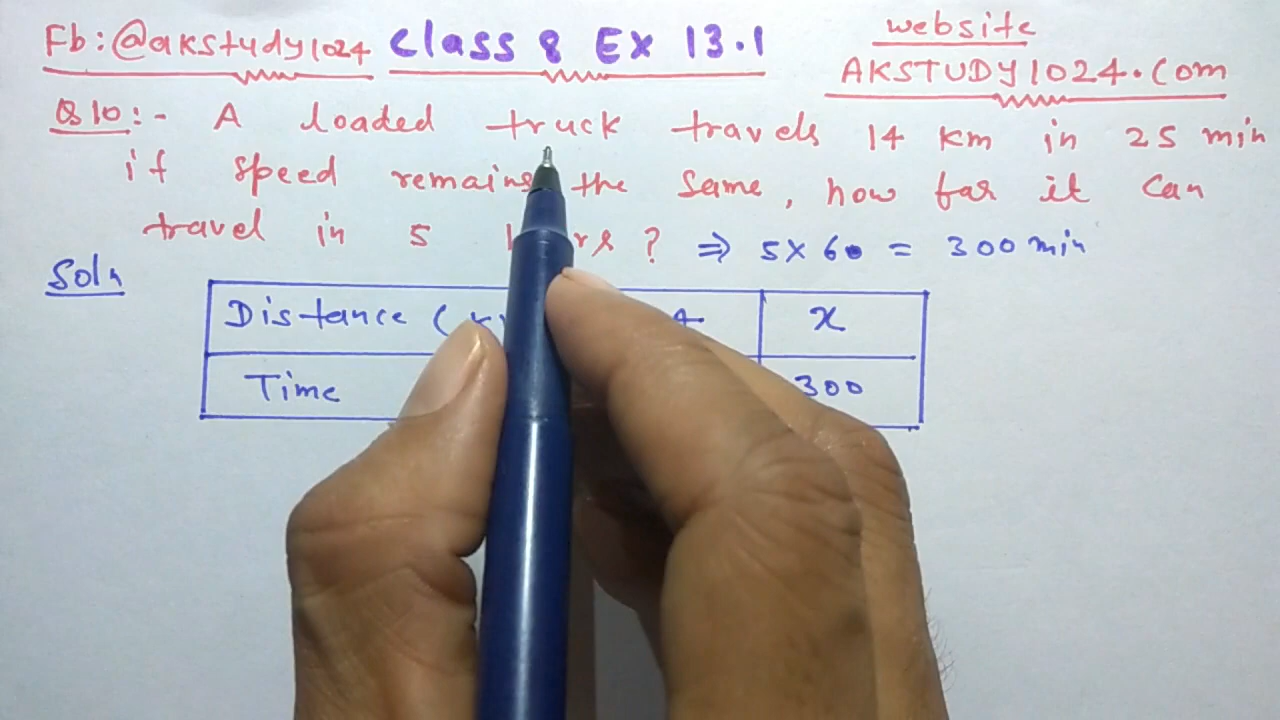 Fb:@akstudy1024 Class 8 Ex 13.1 website
AKSTUDY1024.Com
Q10:- A loaded truck travels 14 km in 25 min
if speed remains the same, how far it can
travel in 5 ? ⇒ 5×60 = 300 min
Soln
Distance ( x
Time 300